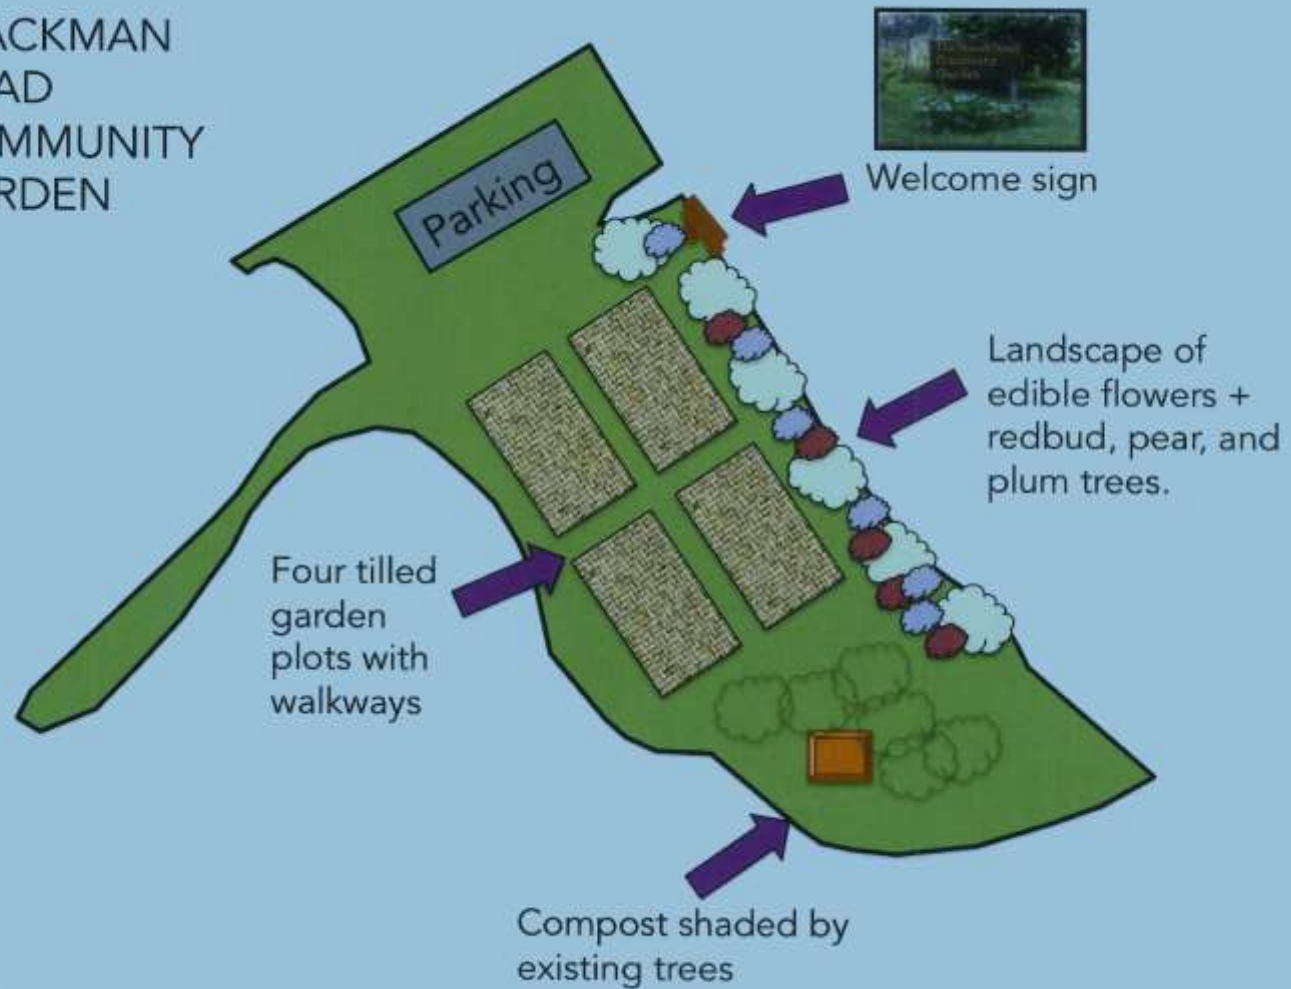 ACKMAN
AD
MMUNITY
RDEN
Parking
Welcome sign
Landscape of
edible flowers +
redbud, pear, and
plum trees.
Four tilled
garden
plots with
walkways
Compost shaded by
existing trees